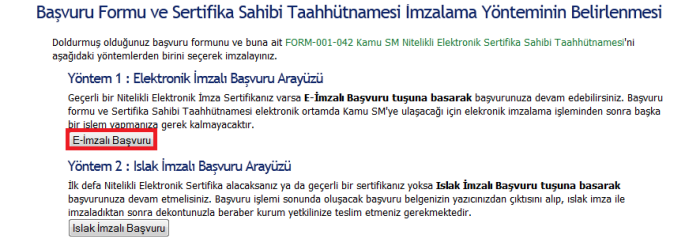 Başvuru Formu ve Sertifika Sahibi Taahhütnamesi İmzalama Yönteminin Belirlenmesi
Doldurmuş olduğunuz başvuru formunu ve buna ait FORM-001-042 Kamu SM Nitelikli Elektronik Sertifika Sahibi Taahhütnamesi'ni
aşağıdaki yöntemlerden birini seçerek imzalayınız.
Yöntem 1 : Elektronik İmzalı Başvuru Arayüzü
Geçerli bir Nitelikli Elektronik İmza Sertifikanız varsa E-İmzalı Başvuru tuşuna basarak başvurunuza devam edebilirsiniz. Başvuru
formu ve Sertifika Sahibi Taahhütnamesi elektronik ortamda Kamu SM'ye ulaşacağı için elekronik imzalama işleminden sonra başka
bir işlem yapmanıza gerek kalmayacaktır.
E-İmzalı Başvuru
Yöntem 2 : Islak İmzalı Başvuru Arayüzü
İlk defa Nitelikli Elektronik Sertifika alacaksanız ya da geçerli bir sertifikanız yoksa Islak İmzalı Başvuru tuşuna basarak
başvurunuza devam etmelisiniz. Başvuru işlemi sonunda oluşacak başvuru belgenizin yazıcınızdan çıktısını alıp, ıslak imza ile
imzaladıktan sonra dekontunuzla beraber kurum yetkilinize teslim etmeniz gerekmektedir.
Islak İmzalı Başvuru